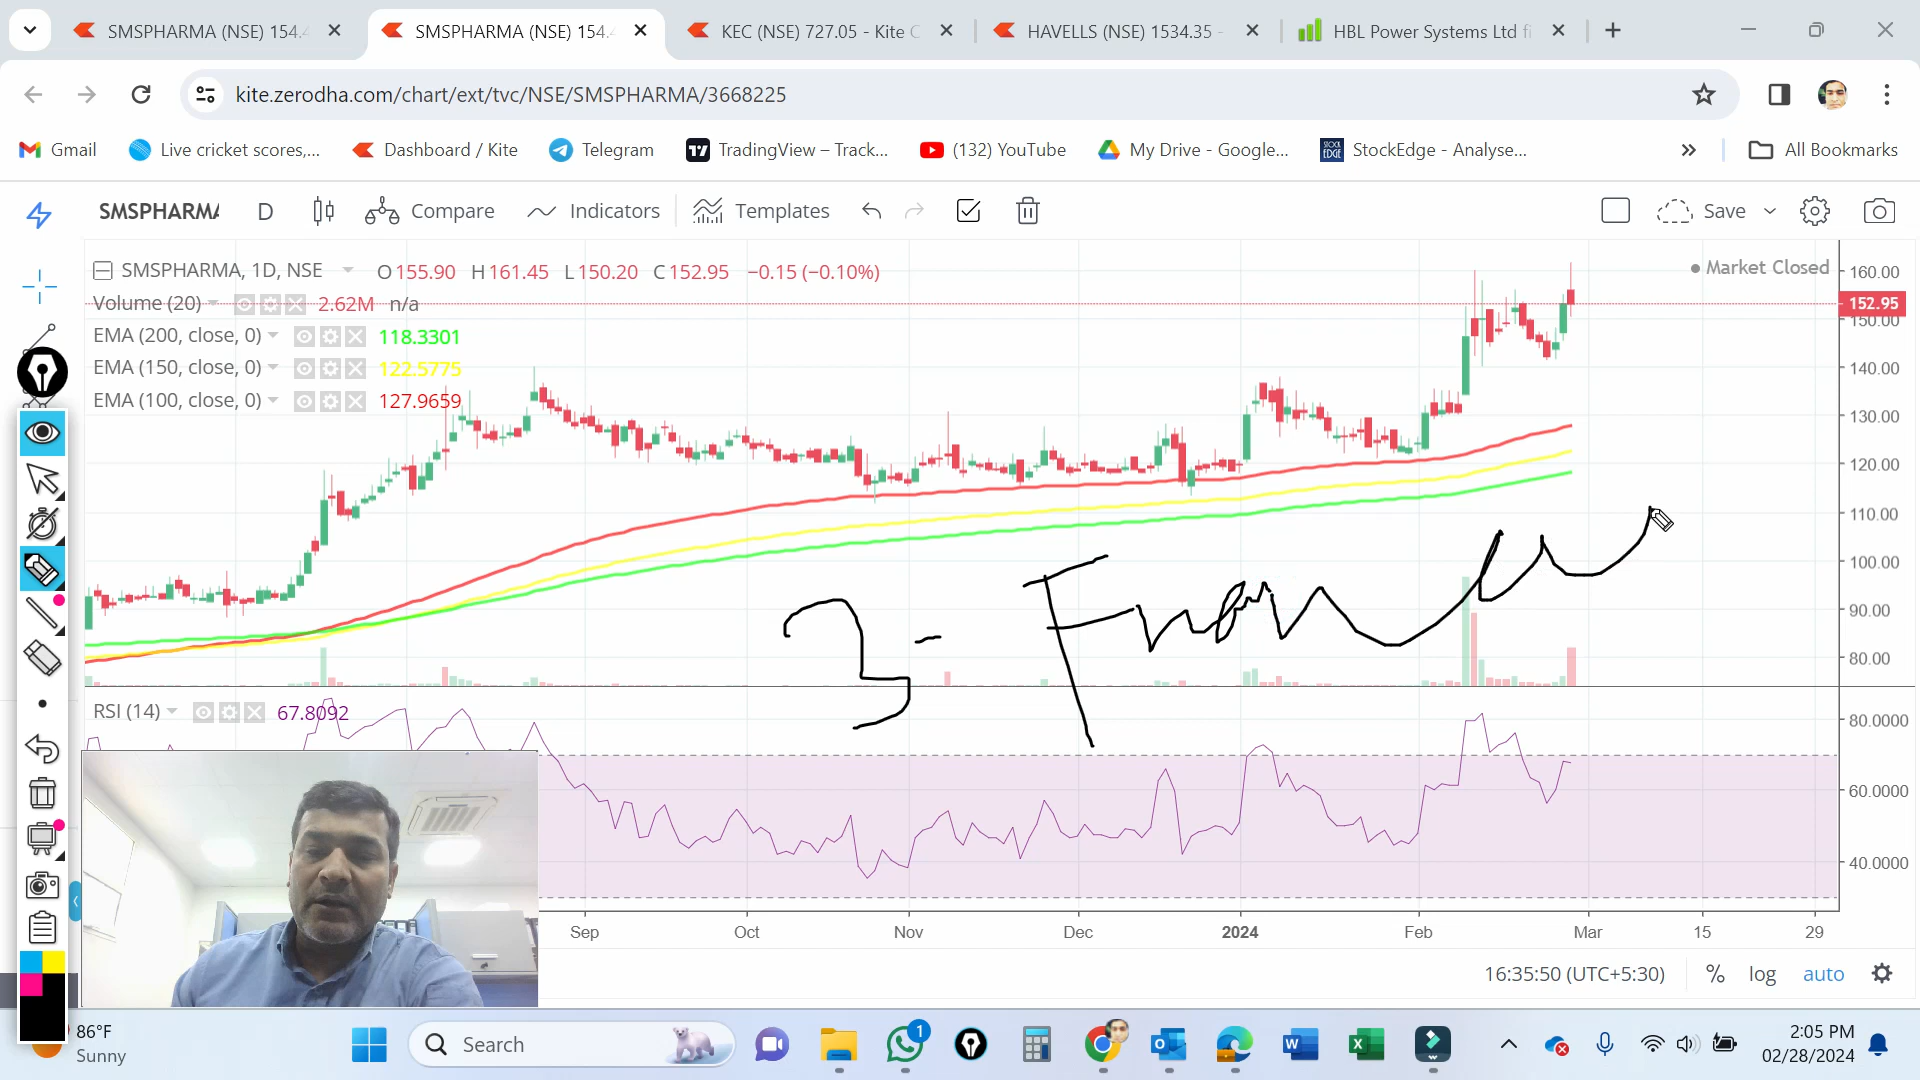 SMSPHARMA (NSE) 154.4
SMSPHARMA (NSE) 154.4
KEC (NSE) 727.05 - Kite C
HAVELLS (NSE) 1534.35 -
HBL Power Systems Ltd fi
kite.zerodha.com/chart/ext/tvc/NSE/SMSPHARMA/3668225
Gmail
Live cricket scores,...
Dashboard / Kite
Telegram
TradingView – Track...
(132) YouTube
My Drive - Google...
STOCK EDGE
StockEdge - Analyse...
All Bookmarks
SMSPHARMA
D
Compare
Indicators
Templates
Save
SMSPHARMA, 1D, NSE O155.90 H161.45 L150.20 C152.95 −0.15 (−0.10%)
Market Closed
Volume (20) 2.62M n/a
EMA (200, close, 0) 118.3301
EMA (150, close, 0) 122.5775
EMA (100, close, 0) 127.9659
160.00
152.95
150.00
140.00
130.00
120.00
110.00
100.00
90.00
80.00
3-
RSI (14) 67.8092
80.0000
60.0000
40.0000
Sep Oct Nov Dec 2024 Feb Mar 15 29
16:35:50 (UTC+5:30) % log auto
86°F
Sunny
Search
1
2:05 PM
02/28/2024